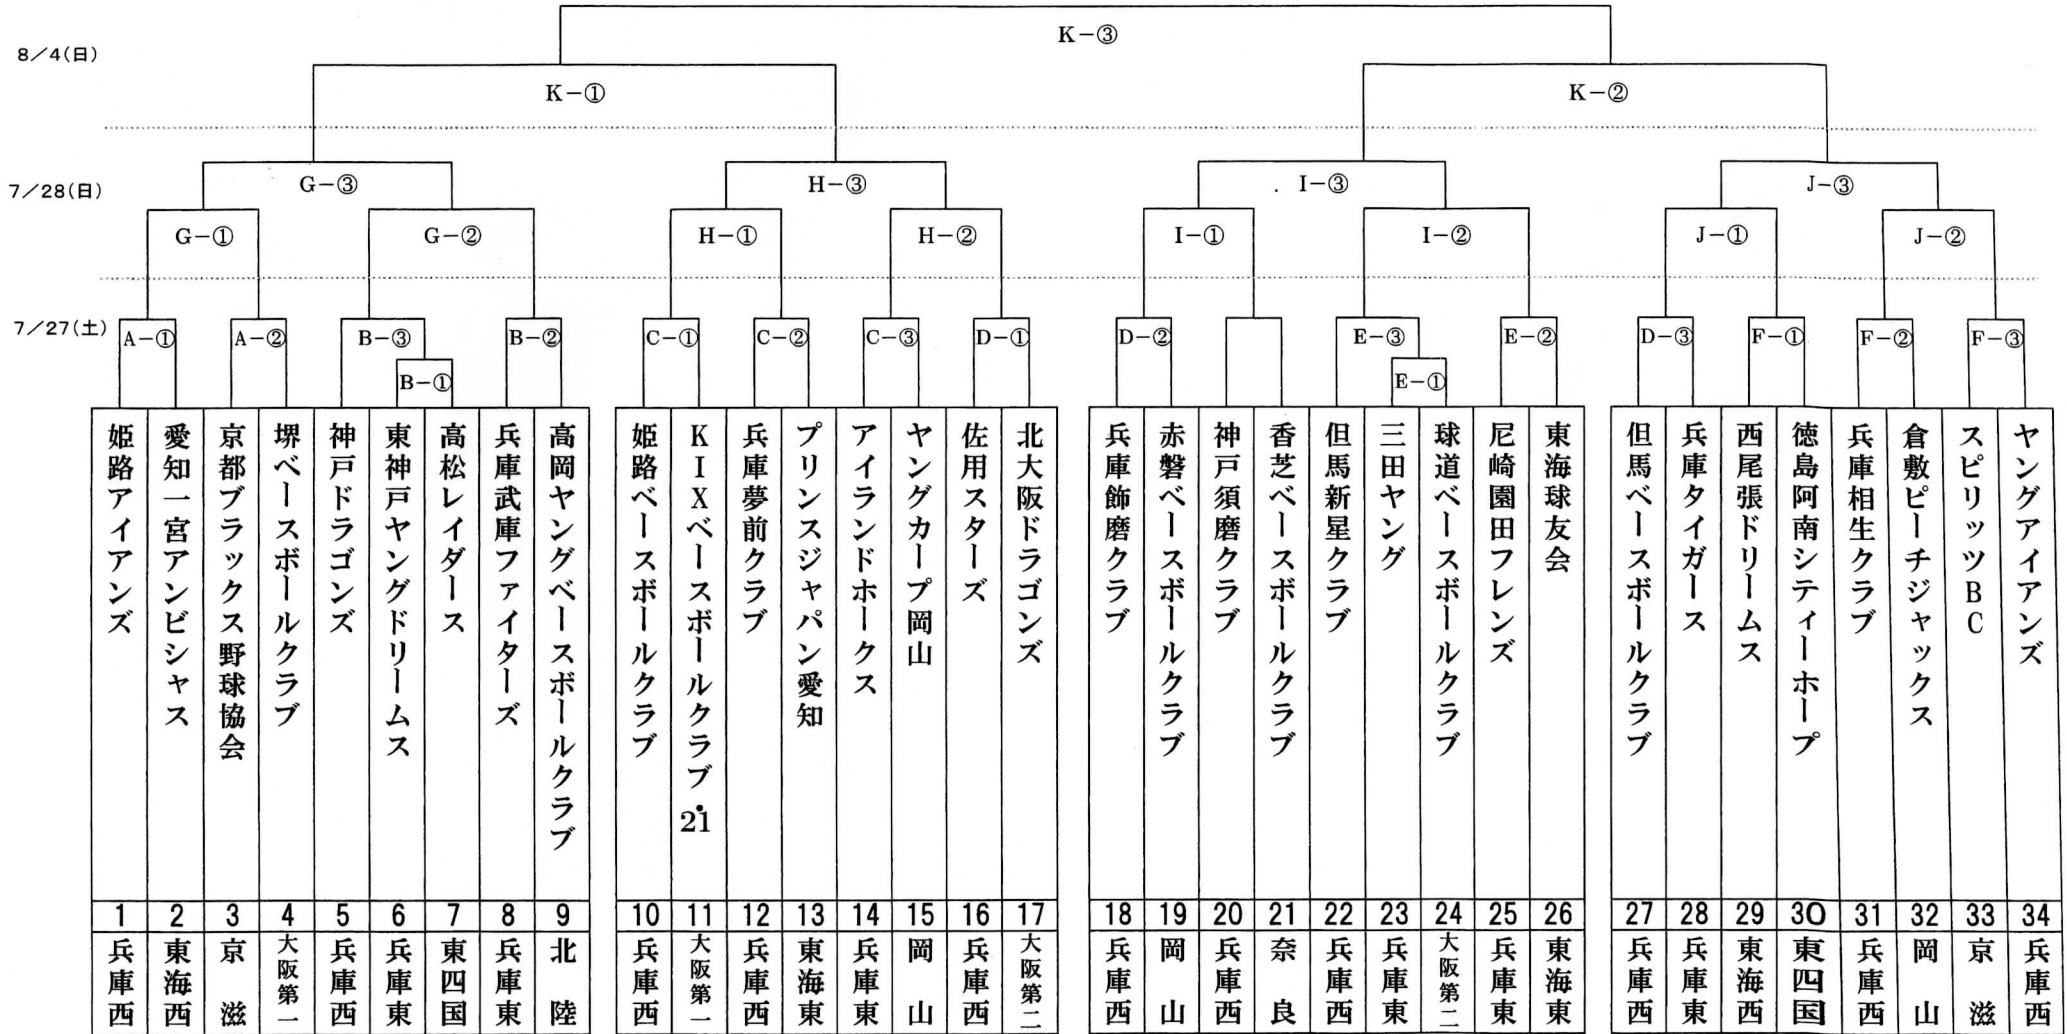 K-③
8/4(日)
K-①
K-②
7/28(日)
G-③
H-③
I-③
J-③
G-①
G-②
H-①
H-②
I-①
I-②
J-①
J-②
7/27(土)
A-①
A-②
B-③
B-②
C-①
C-②
C-③
D-①
D-②
E-③
E-②
D-③
F-①
F-②
F-③
B-①
E-①
姫路アイアンズ
愛知一宮アンビシャス
京都ブラックス野球協会
堺ベースボールクラブ
神戸ドラゴンズ
東神戸ヤングドリームス
高松レイダース
兵庫武庫ファイターズ
高岡ヤングベースボールクラブ
姫路ベースボールクラブ
KIXベースボールクラブ.21
兵庫夢前クラブ
プリンスジャパン愛知
アイランドホークス
ヤングカープ岡山
佐用スターズ
北大阪ドラゴンズ
兵庫飾磨クラブ
赤磐ベースボールクラブ
神戸須磨クラブ
香芝ベースボールクラブ
但馬新星クラブ
三田ヤング
球道ベースボールクラブ
尼崎園田フレンズ
東海球友会
但馬ベースボールクラブ
兵庫タイガース
西尾張ドリームス
徳島阿南シティーホープ
兵庫相生クラブ
倉敷ピーチジャックス
スピリッツBC
ヤングアイアンズ
1 2 3 4 5 6 7 8 9 10 11 12 13 14 15 16 17 18 19 20 21 22 23 24 25 26 27 28 29 30 31 32 33 34
兵庫西
東海西
京滋
大阪第一
兵庫西
兵庫東
東四国
兵庫東
北陸
兵庫西
大阪第一
兵庫西
東海東
兵庫東
岡山
兵庫西
大阪第二
兵庫西
岡山
兵庫西
奈良
兵庫西
兵庫東
大阪第二
兵庫東
東海東
兵庫西
兵庫東
東海西
東四国
兵庫西
岡山
京滋
兵庫西